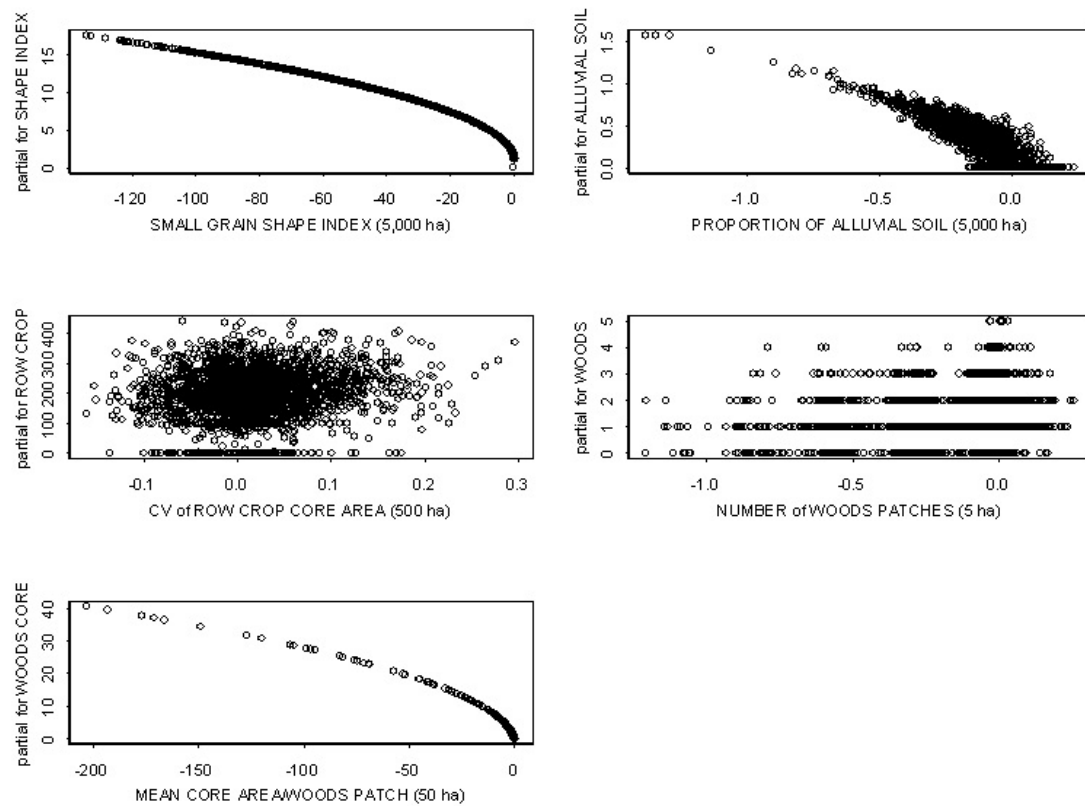 partial for SHAPE INDEX
15
10
5
0
-120 -100 -80 -60 -40 -20 0
SMALL GRAIN SHAPE INDEX (5,000 ha)
partial for ALLUVIAL SOIL
1.5
1.0
0.5
0.0
-1.0 -0.5 0.0
PROPORTION OF ALLUVIAL SOIL (5,000 ha)
partial for ROW CROP
400
300
200
100
0
-0.1 0.0 0.1 0.2 0.3
CV of ROW CROP CORE AREA (500 ha)
partial for WOODS
5
4
3
2
1
0
-1.0 -0.5 0.0
NUMBER of WOODS PATCHES (5 ha)
partial for WOODS CORE
40
30
20
10
0
-200 -150 -100 -50 0
MEAN CORE AREA/WOODS PATCH (50 ha)